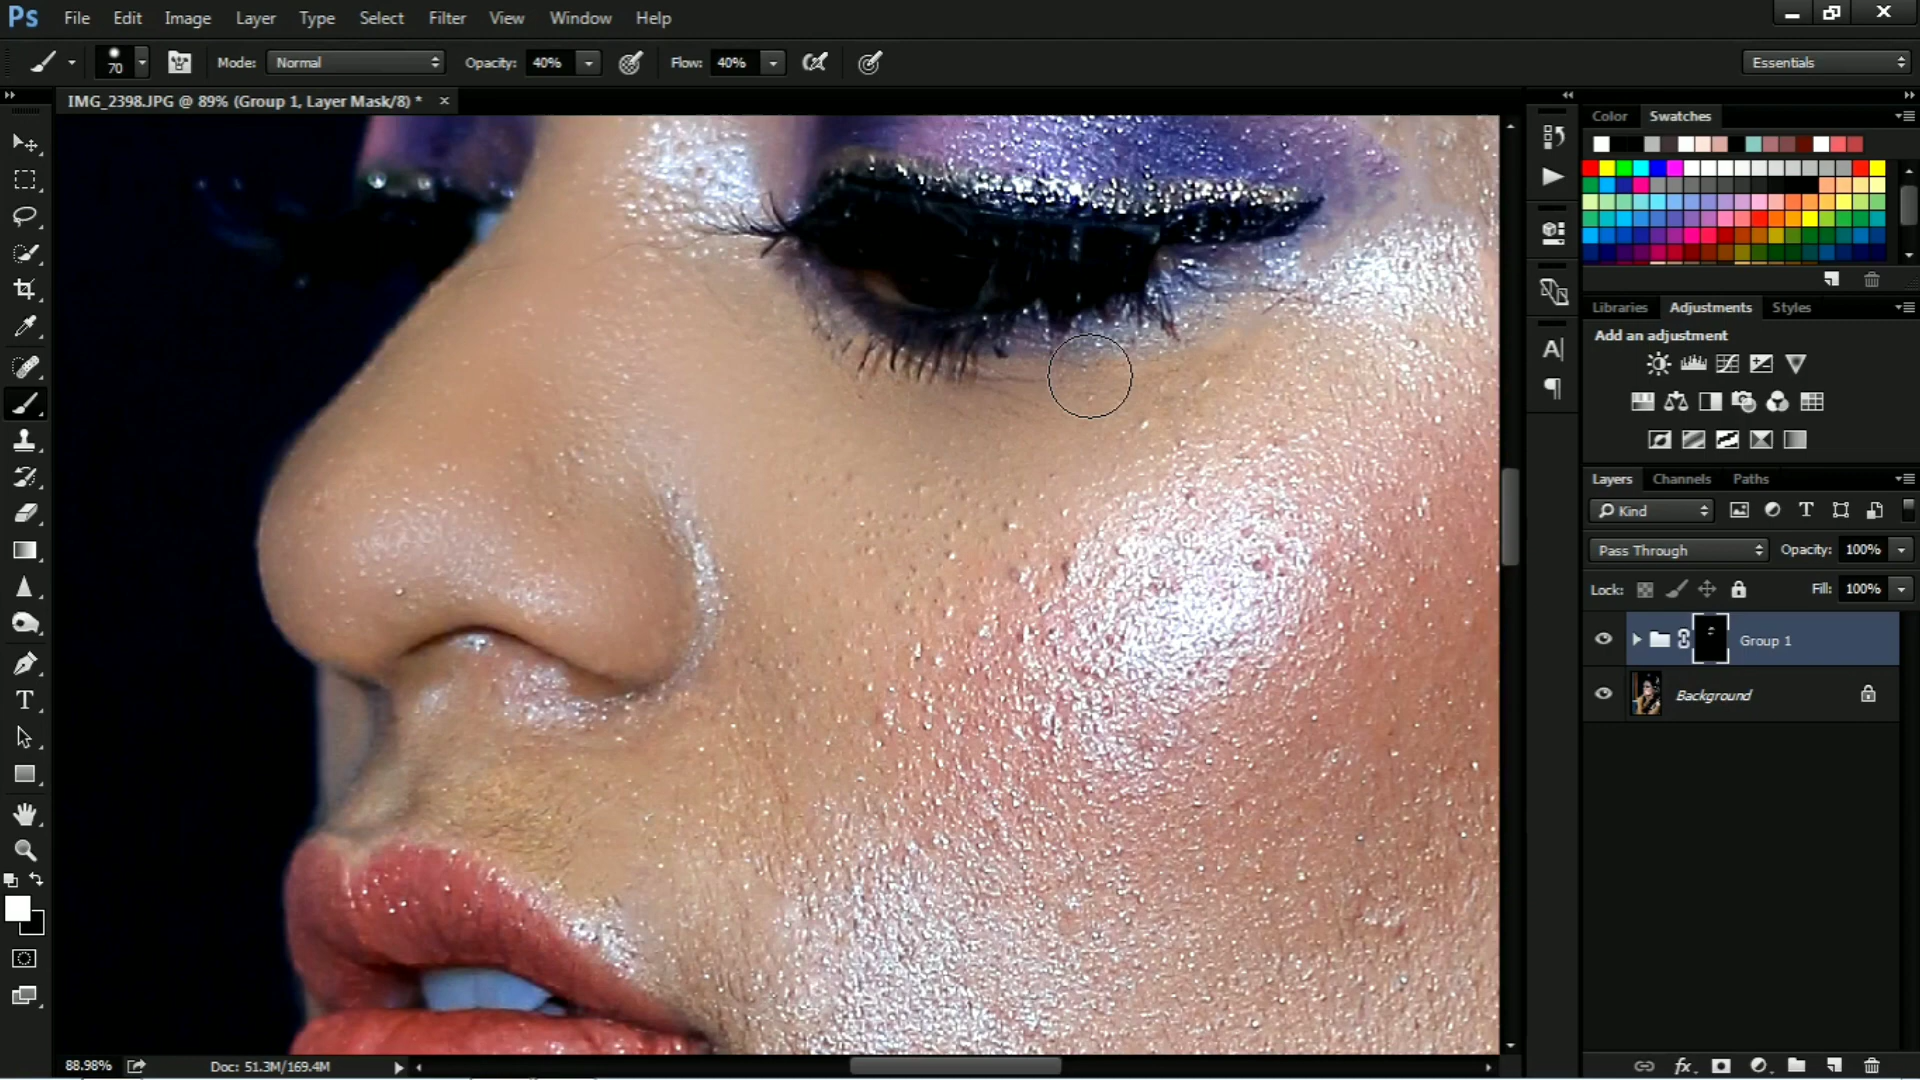 Ps File Edit Image Layer Type Select Filter View Window Help
70 Mode: Normal Opacity: 40% Flow: 40% Essentials
IMG_2398.JPG @ 89% (Group 1, Layer Mask/8) * ×
Color Swatches
Libraries Adjustments Styles
Add an adjustment
Layers Channels Paths
Kind
Pass Through Opacity: 100%
Lock: Fill: 100%
Group 1
Background
88.98% Doc: 51.3M/169.4M